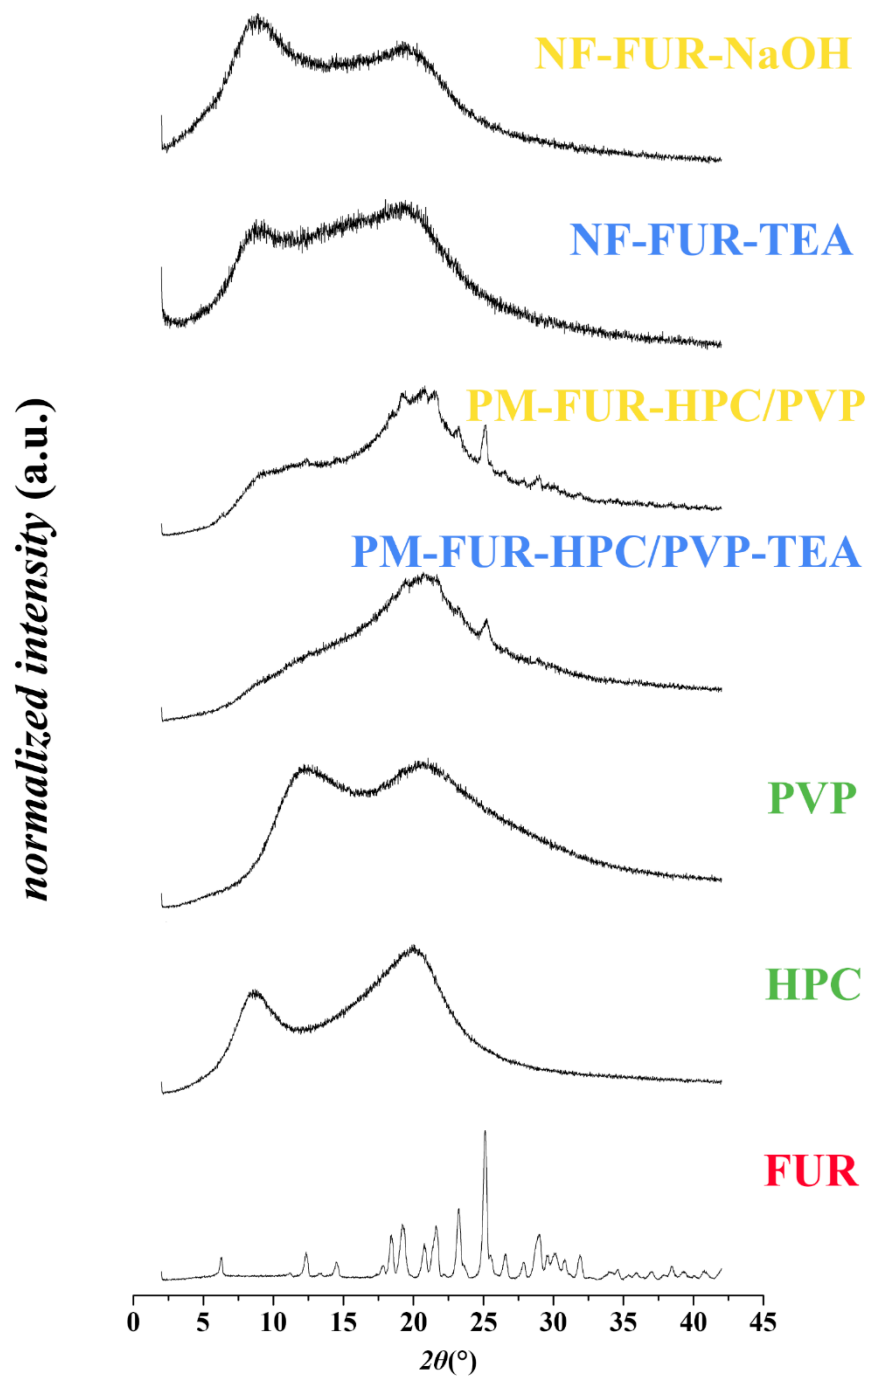 NF-FUR-NaOH
NF-FUR-TEA
PM-FUR-HPC/PVP
PM-FUR-HPC/PVP-TEA
PVP
HPC
FUR
normalized intensity (a.u.)
0 5 10 15 20 25 30 35 40 45
2θ(°)